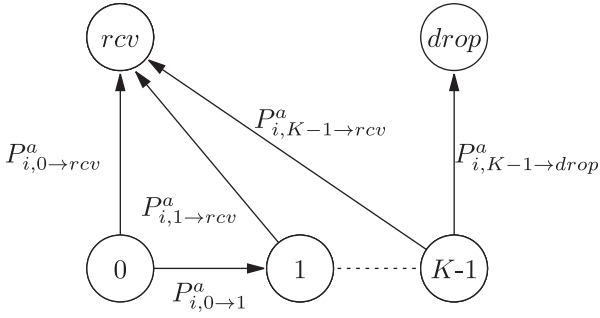 rcv
drop
P^a_{i,K−1→rcv}
P^a_{i,0→rcv}
P^a_{i,K−1→drop}
P^a_{i,1→rcv}
0
1
K-1
P^a_{i,0→1}